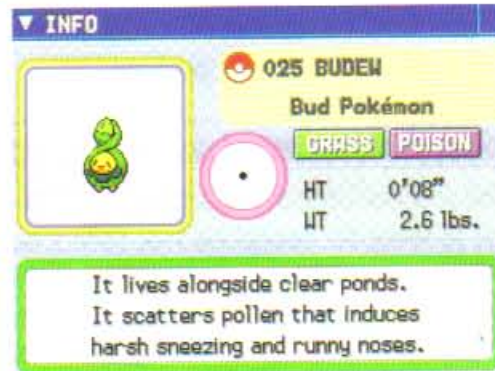 ▼ INFO
025 BUDEW
Bud Pokémon
GRASS POISON
HT 0'08"
WT 2.6 lbs.
It lives alongside clear ponds.
It scatters pollen that induces
harsh sneezing and runny noses.